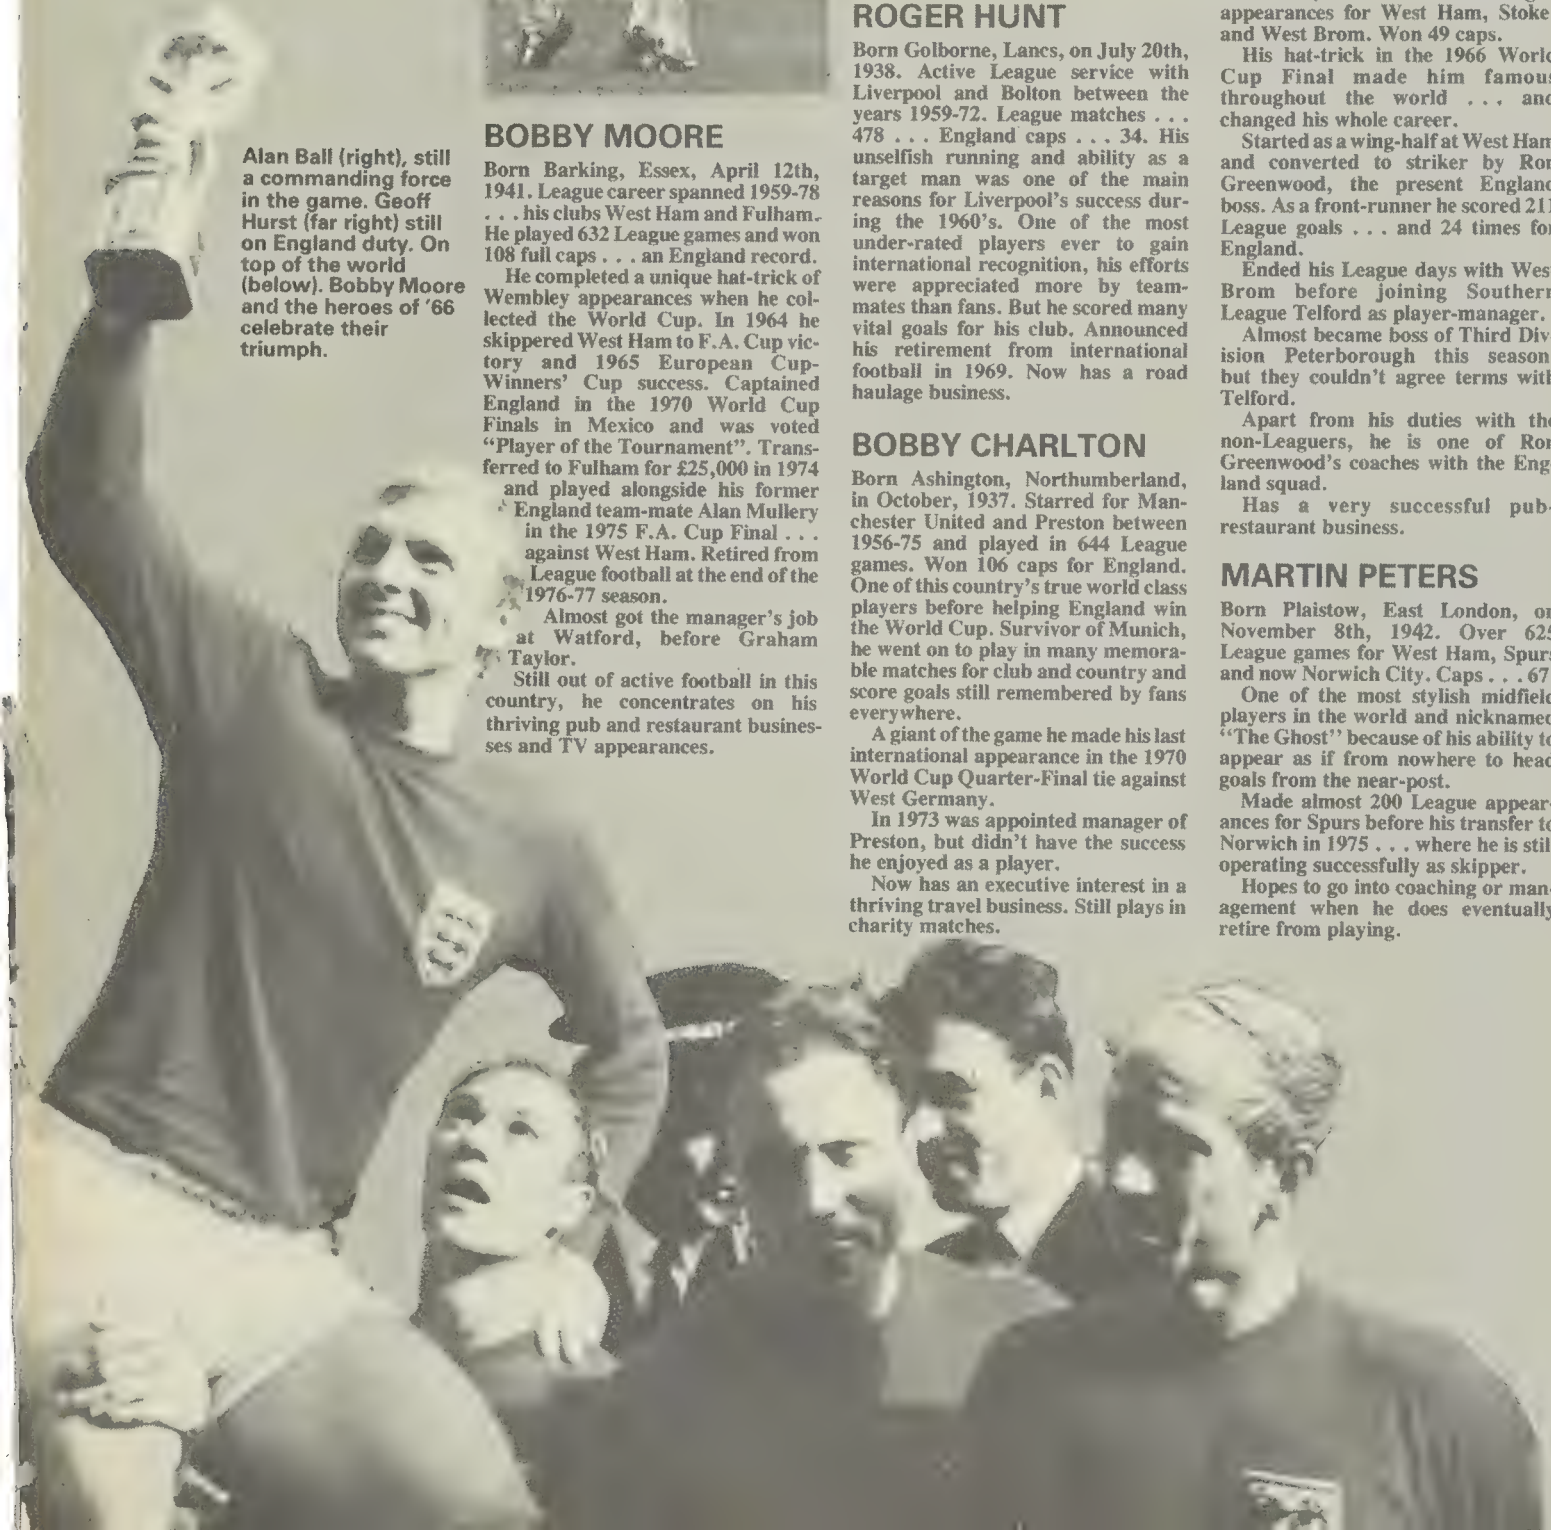 Alan Ball (right), still
a commanding force
in the game. Geoff
Hurst (far right) still
on England duty. On
top of the world
(below). Bobby Moore
and the heroes of ’66
celebrate their
triumph.
BOBBY MOORE
Born Barking, Essex, April 12th,
1941. League career spanned 1959-78
. . . his clubs West Ham and Fulham.
He played 632 League games and won
108 full caps . . . an England record.
He completed a unique hat-trick of
Wembley appearances when he col-
lected the World Cup. In 1964 he
skippered West Ham to F.A. Cup vic-
tory and 1965 European Cup-
Winners’ Cup success. Captained
England in the 1970 World Cup
Finals in Mexico and was voted
“Player of the Tournament”. Trans-
ferred to Fulham for £25,000 in 1974
and played alongside his former
England team-mate Alan Mullery
in the 1975 F.A. Cup Final . . .
against West Ham. Retired from
League football at the end of the
1976-77 season.
Almost got the manager’s job
at Watford, before Graham
Taylor.
Still out of active football in this
country, he concentrates on his
thriving pub and restaurant busines-
ses and TV appearances.
ROGER HUNT
Born Golborne, Lancs, on July 20th,
1938. Active League service with
Liverpool and Bolton between the
years 1959-72. League matches . . .
478 . . . England caps . . . 34. His
unselfish running and ability as a
target man was one of the main
reasons for Liverpool’s success dur-
ing the 1960’s. One of the most
under-rated players ever to gain
international recognition, his efforts
were appreciated more by team-
mates than fans. But he scored many
vital goals for his club. Announced
his retirement from international
football in 1969. Now has a road
haulage business.
BOBBY CHARLTON
Born Ashington, Northumberland,
in October, 1937. Starred for Man-
chester United and Preston between
1956-75 and played in 644 League
games. Won 106 caps for England.
One of this country’s true world class
players before helping England win
the World Cup. Survivor of Munich,
he went on to play in many memora-
ble matches for club and country and
score goals still remembered by fans
everywhere.
A giant of the game he made his last
international appearance in the 1970
World Cup Quarter-Final tie against
West Germany.
In 1973 was appointed manager of
Preston, but didn’t have the success
he enjoyed as a player.
Now has an executive interest in a
thriving travel business. Still plays in
charity matches.
appearances for West Ham, Stoke
and West Brom. Won 49 caps.
His hat-trick in the 1966 World
Cup Final made him famous
throughout the world . . . and
changed his whole career.
Started as a wing-half at West Ham
and converted to striker by Ron
Greenwood, the present England
boss. As a front-runner he scored 211
League goals . . . and 24 times for
England.
Ended his League days with West
Brom before joining Southern
League Telford as player-manager.
Almost became boss of Third Div-
ision Peterborough this season,
but they couldn’t agree terms with
Telford.
Apart from his duties with the
non-Leaguers, he is one of Ron
Greenwood’s coaches with the Eng-
land squad.
Has a very successful pub-
restaurant business.
MARTIN PETERS
Born Plaistow, East London, on
November 8th, 1942. Over 625
League games for West Ham, Spurs
and now Norwich City. Caps . . . 67.
One of the most stylish midfield
players in the world and nicknamed
“The Ghost” because of his ability to
appear as if from nowhere to head
goals from the near-post.
Made almost 200 League appear-
ances for Spurs before his transfer to
Norwich in 1975 . . . where he is still
operating successfully as skipper.
Hopes to go into coaching or man-
agement when he does eventually
retire from playing.